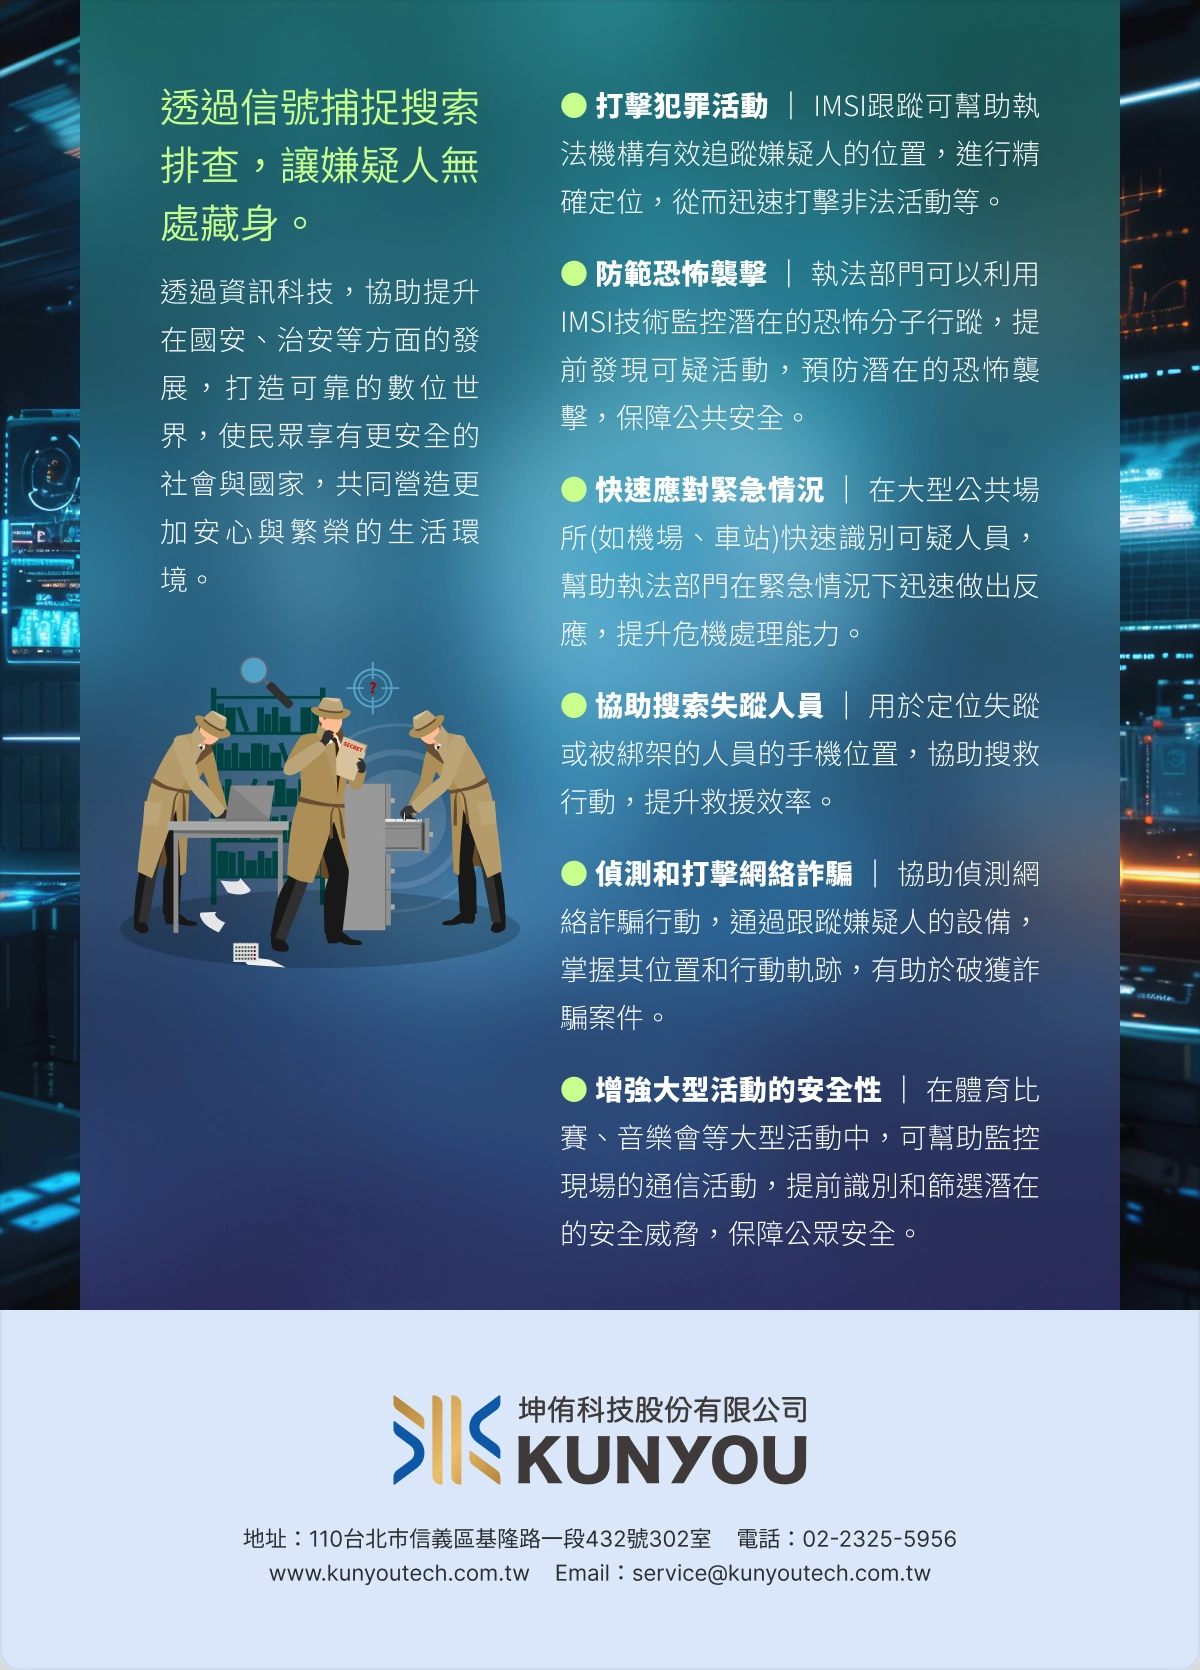 透過信號捕捉搜索
排查，讓嫌疑人無
處藏身。
透過資訊科技，協助提升
在國安、治安等方面的發
展，打造可靠的數位世
界，使民眾享有更安全的
社會與國家，共同營造更
加安心與繁榮的生活環
境。
?
SECRET
● 打擊犯罪活動 ｜ IMSI跟蹤可幫助執
法機構有效追蹤嫌疑人的位置，進行精
確定位，從而迅速打擊非法活動等。
● 防範恐怖襲擊 ｜ 執法部門可以利用
IMSI技術監控潛在的恐怖分子行蹤，提
前發現可疑活動，預防潛在的恐怖襲
擊，保障公共安全。
● 快速應對緊急情況 ｜ 在大型公共場
所(如機場、車站)快速識別可疑人員，
幫助執法部門在緊急情況下迅速做出反
應，提升危機處理能力。
● 協助搜索失蹤人員 ｜ 用於定位失蹤
或被綁架的人員的手機位置，協助搜救
行動，提升救援效率。
● 偵測和打擊網絡詐騙 ｜ 協助偵測網
絡詐騙行動，通過跟蹤嫌疑人的設備，
掌握其位置和行動軌跡，有助於破獲詐
騙案件。
● 增強大型活動的安全性 ｜ 在體育比
賽、音樂會等大型活動中，可幫助監控
現場的通信活動，提前識別和篩選潛在
的安全威脅，保障公眾安全。
坤侑科技股份有限公司
KUNYOU
地址：110台北市信義區基隆路一段432號302室 電話：02-2325-5956
www.kunyoutech.com.tw Email：service@kunyoutech.com.tw